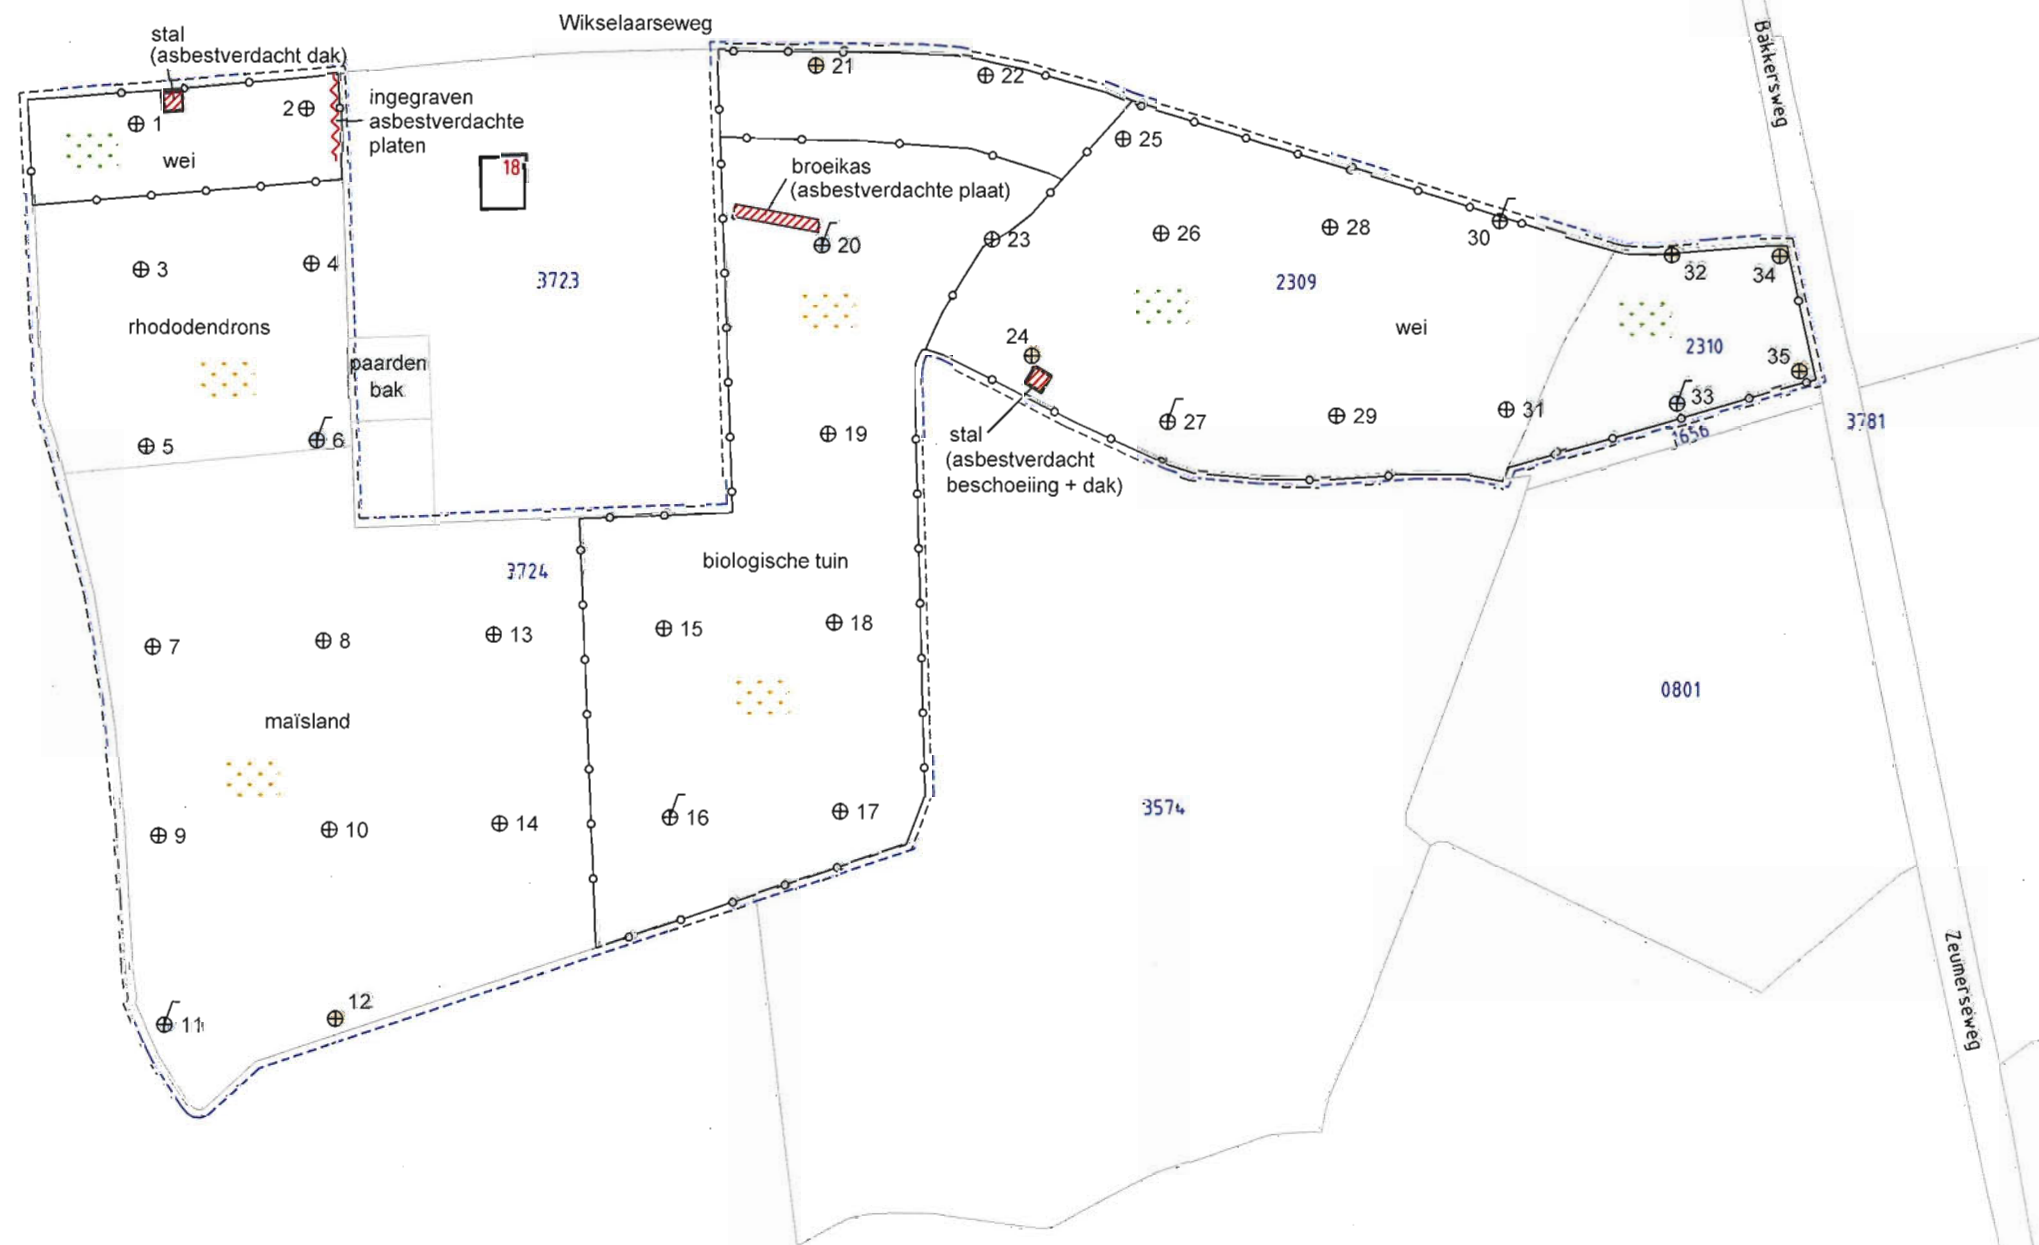 Wikselaarseweg
stal
(asbestverdacht dak)
Bakkersweg
21
22
ingegraven
asbestverdachte
platen
2
1
wei
18
25
broeikas
(asbestverdachte plaat)
20
23
26
28
30
3
4
3723
2309
32
34
rhododendrons
wei
24
2310
35
paarden
bak
33
27
29
31
3781
1656
5
6
19
stal
(asbestverdacht
beschoeiing + dak)
biologische tuin
3724
7
8
13
15
18
0801
maïsland
3574
9
10
14
16
17
Zeumerseweg
12
11